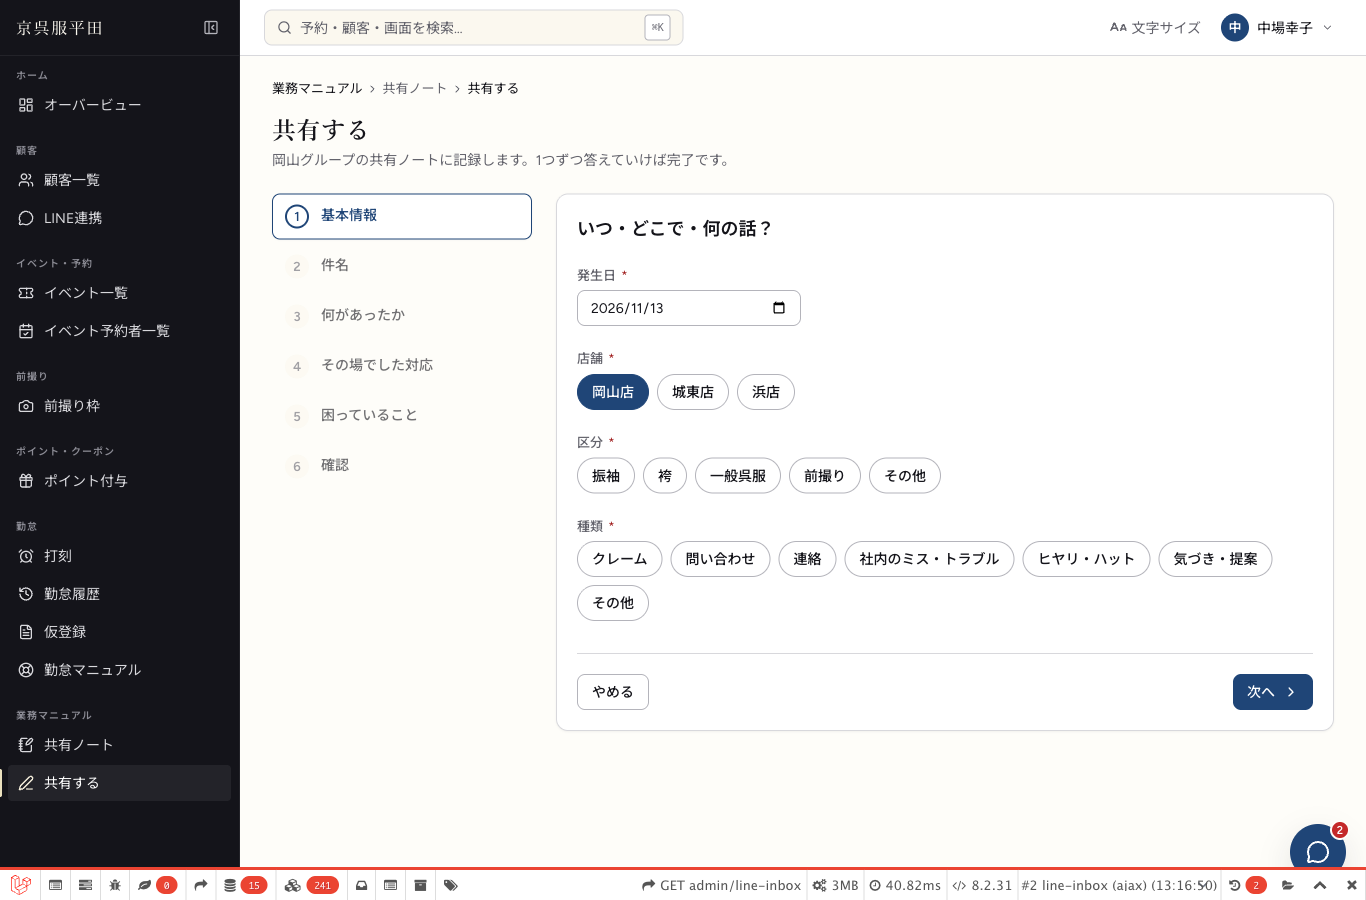 京呉服平田
ホーム
オーバービュー
顧客
顧客一覧
LINE連携
イベント・予約
イベント一覧
イベント予約者一覧
前撮り
前撮り枠
ポイント・クーポン
ポイント付与
勤怠
打刻
勤怠履歴
仮登録
勤怠マニュアル
業務マニュアル
共有ノート
共有する
予約・顧客・画面を検索... ⌘K
AA 文字サイズ 中 中場幸子
業務マニュアル › 共有ノート › 共有する
共有する
岡山グループの共有ノートに記録します。1つずつ答えていけば完了です。
1 基本情報
2 件名
3 何があったか
4 その場でした対応
5 困っていること
6 確認
いつ・どこで・何の話？
発生日 *
2026/11/13
店舗 *
岡山店 城東店 浜店
区分 *
振袖 袴 一般呉服 前撮り その他
種類 *
クレーム 問い合わせ 連絡 社内のミス・トラブル ヒヤリ・ハット 気づき・提案
その他
やめる 次へ
2
0 15 241 GET admin/line-inbox 3MB 40.82ms 8.2.31 #2 line-inbox (ajax) (13:16:50) 2